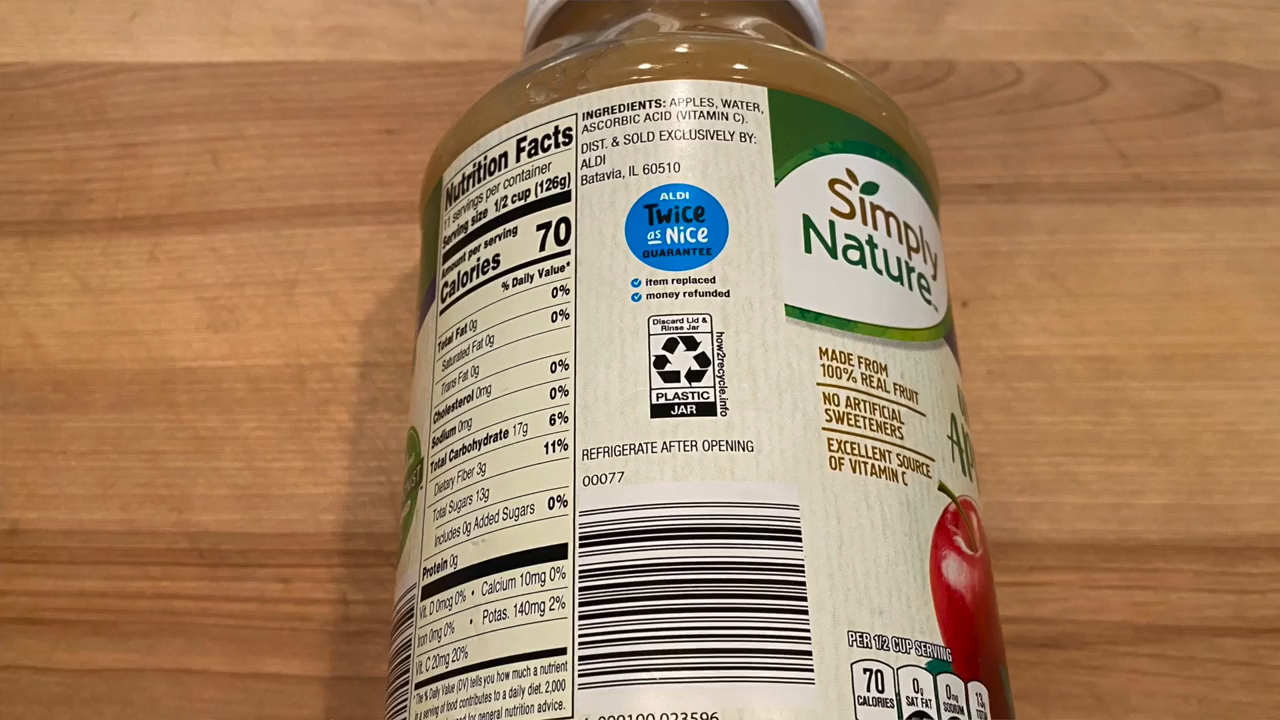 Nutrition Facts
11 servings per container
Serving size 1/2 cup (126g)
Amount per serving
Calories 70
% Daily Value*
Total Fat 0g 0%
Saturated Fat 0g 0%
Trans Fat 0g
Cholesterol 0mg 0%
Sodium 0mg 0%
Total Carbohydrate 17g 6%
Dietary Fiber 3g 11%
Total Sugars 13g
Includes 0g Added Sugars 0%
Protein 0g
Vit. D 0mcg 0% • Calcium 10mg 0%
Iron 0mg 0% • Potas. 140mg 2%
Vit. C 20mg 20%
*The % Daily Value (DV) tells you how much a nutrient
in a serving of food contributes to a daily diet. 2,000
for general nutrition advice.
INGREDIENTS: APPLES, WATER,
ASCORBIC ACID (VITAMIN C).
DIST. & SOLD EXCLUSIVELY BY:
ALDI
Batavia, IL 60510
ALDI
Twice
as Nice
GUARANTEE
item replaced
money refunded
Discard Lid &
Rinse Jar
PLASTIC
JAR
how2recycle.info
REFRIGERATE AFTER OPENING
00077
Simply
Nature
MADE FROM
100% REAL FRUIT
NO ARTIFICIAL
SWEETENERS
EXCELLENT SOURCE
OF VITAMIN C
PER 1/2 CUP SERVING
70
CALORIES
0g
SAT FAT
0mg
SODIUM